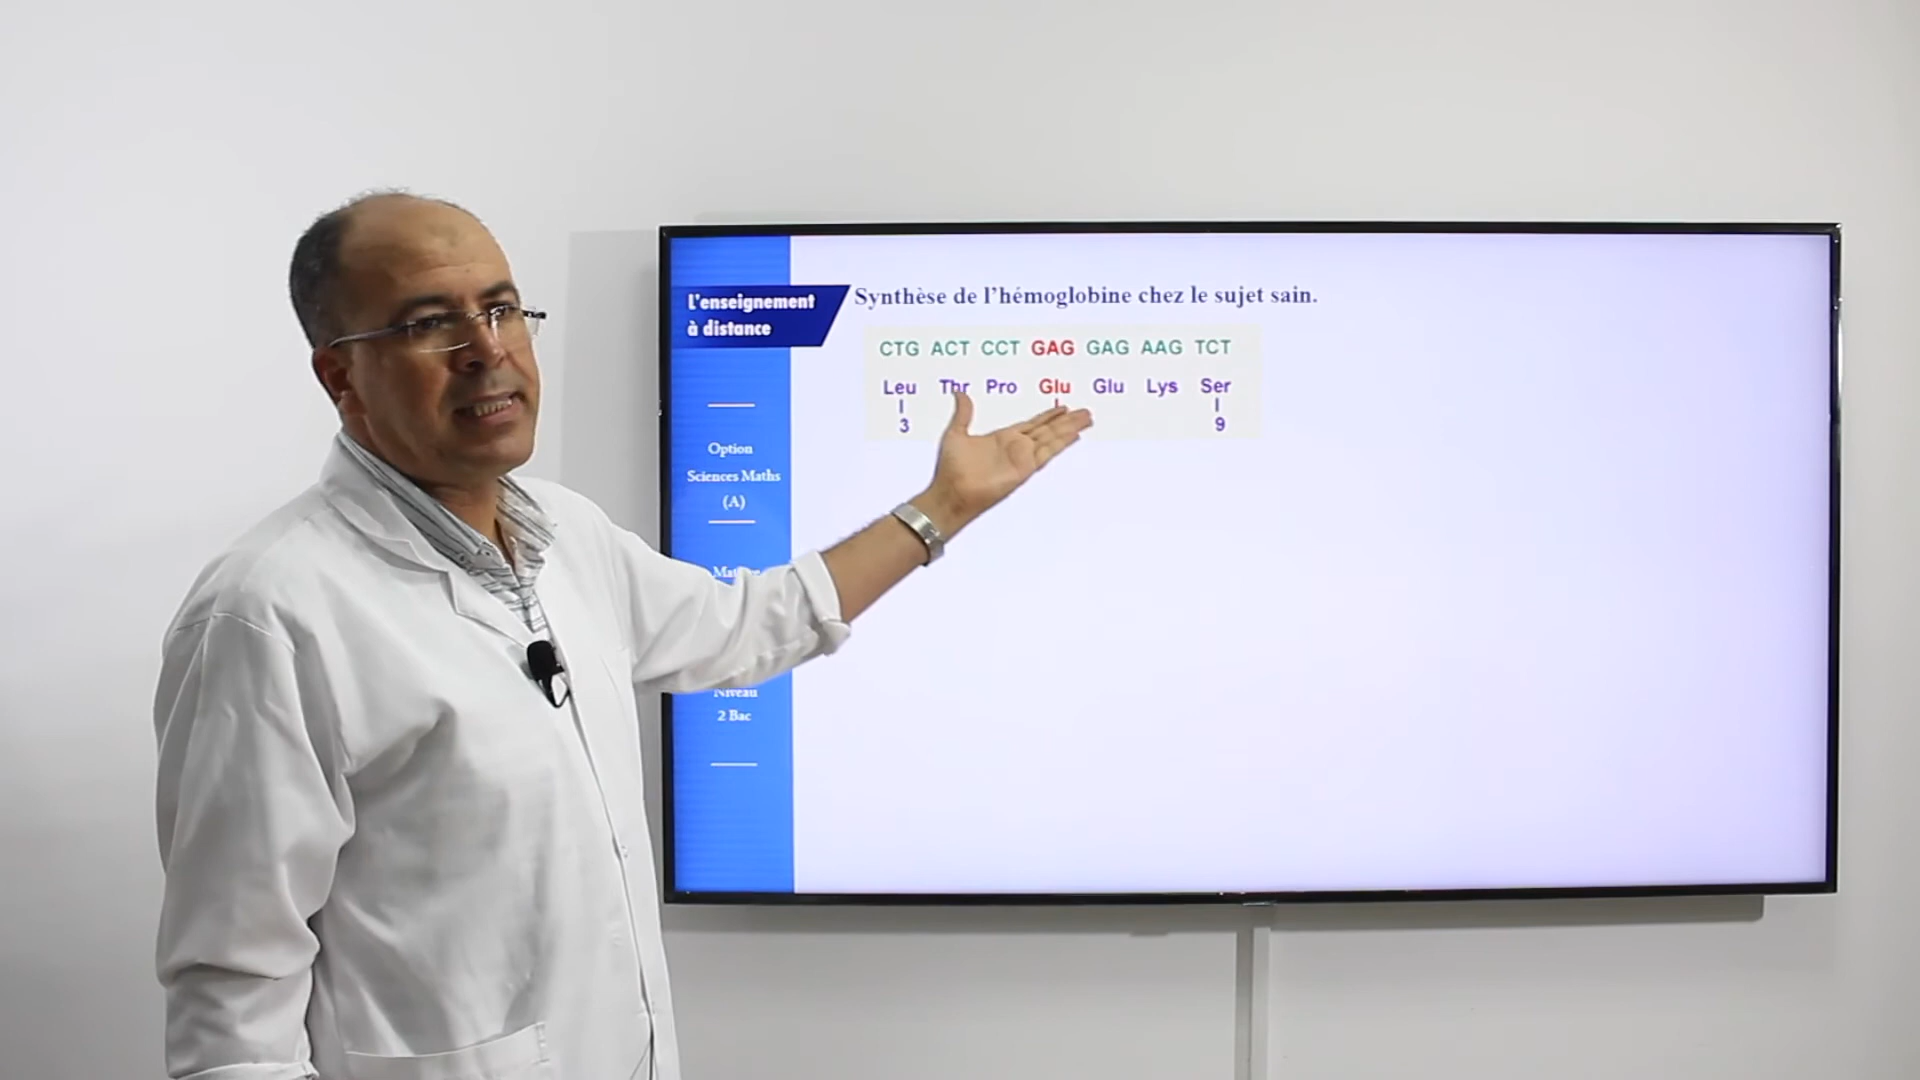 L'enseignement
à distance
Option
Sciences Maths
(A)
Niveau
2 Bac
Synthèse de l'hémoglobine chez le sujet sain.
CTG ACT CCT GAG GAG AAG TCT
Leu Thr Pro Glu Glu Lys Ser
3 9